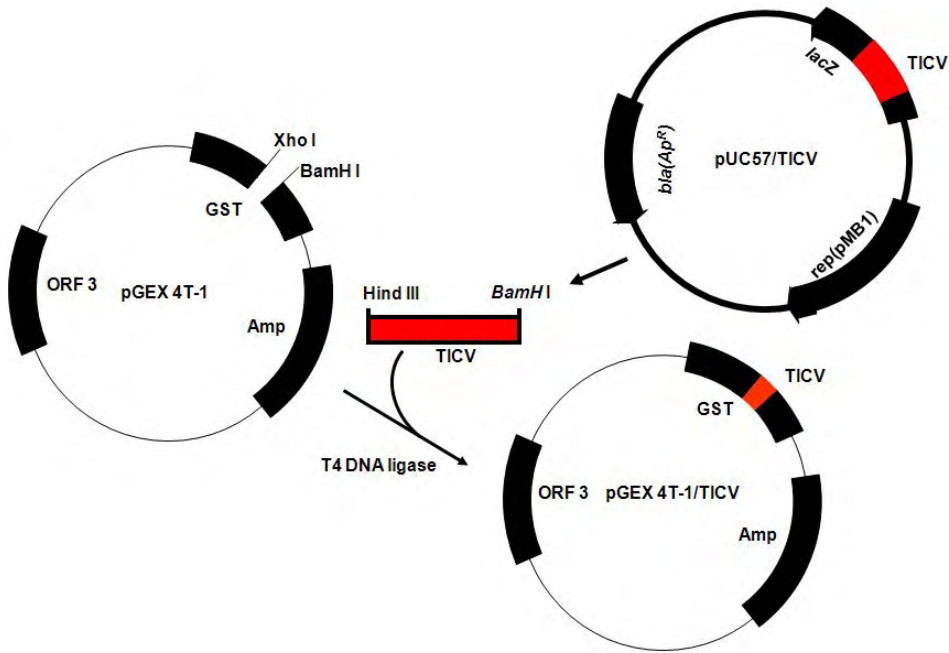 lacZ
TICV
pUC57/TICV
bla(Ap^R)
rep(pMB1)
Xho I
BamH I
GST
ORF 3
pGEX 4T-1
Amp
Hind III
BamH I
TICV
T4 DNA ligase
TICV
GST
ORF 3
pGEX 4T-1/TICV
Amp